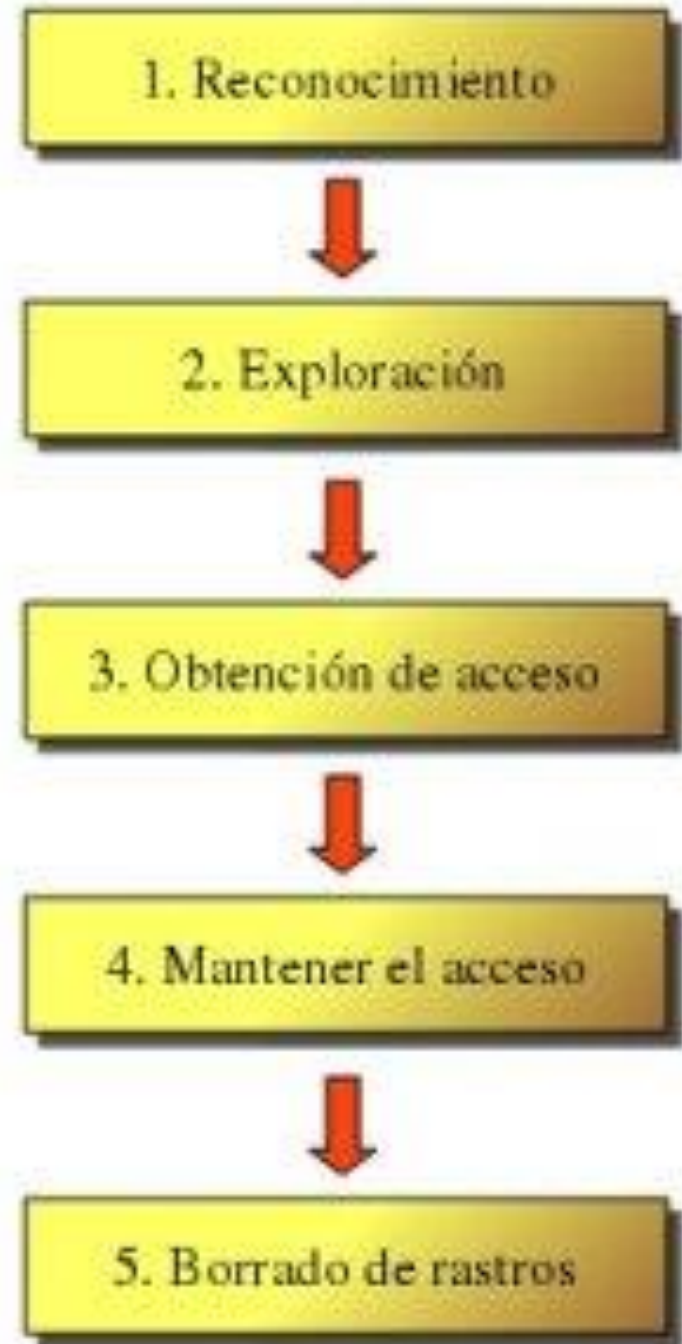 1. Reconocimiento
2. Exploración
3. Obtención de acceso
4. Mantener el acceso
5. Borrado de rastros